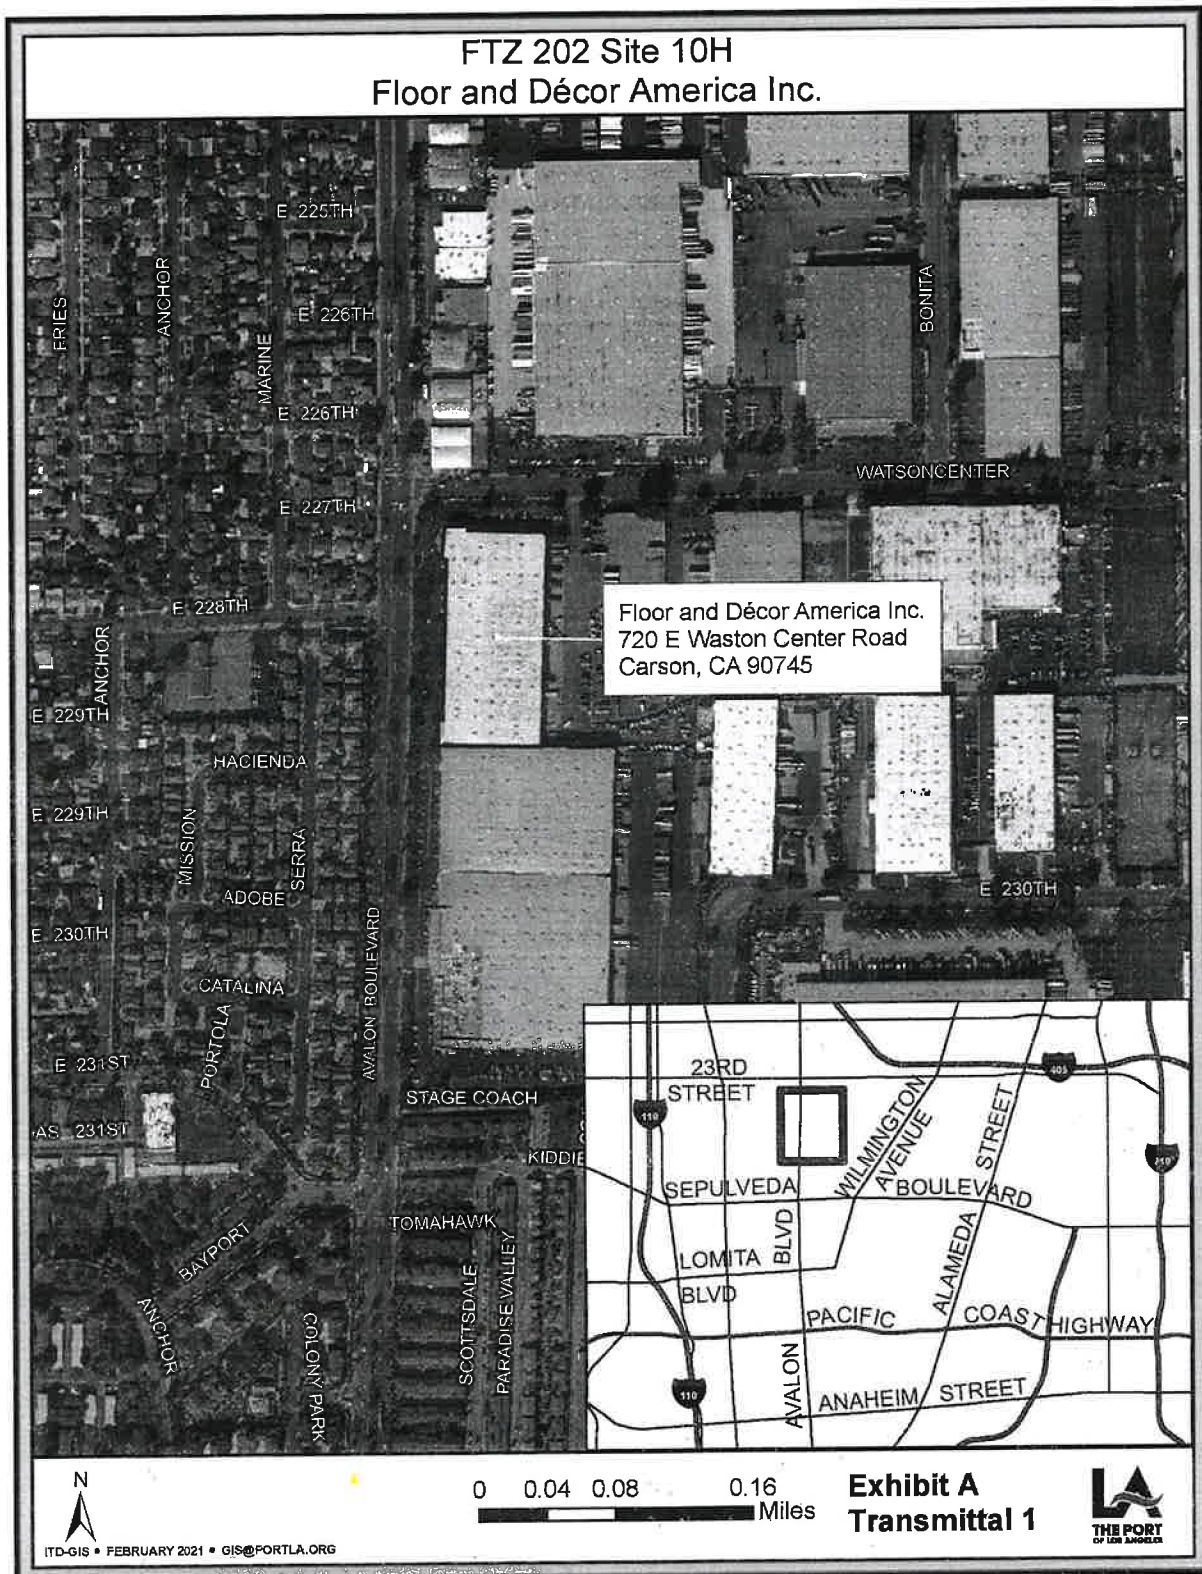 FTZ 202 Site 10H
Floor and Décor America Inc.
E 225TH
FRIES
ANCHOR
E 226TH
BONITA
MARINE
E 226TH
WATSONCENTER
E 227TH
E 228TH
Floor and Décor America Inc.
720 E Waston Center Road
Carson, CA 90745
ANCHOR
E 229TH
HACIENDA
E 229TH
MISSION
SERRA
ADOBE
E 230TH
E 230TH
AVALON BOULEVARD
CATALINA
PORTOLA
E 231ST
STAGE COACH
AS 231ST
KIDDIE
TOMAHAWK
BAYPORT
ANCHOR
COLONY PARK
SCOTTSDALE
PARADISE VALLEY
23RD
STREET
405
110
WILMINGTON
AVENUE
ALAMEDA STREET
SEPULVEDA BOULEVARD
LOMITA
BLVD
AVALON BLVD
PACIFIC COAST HIGHWAY
110
ANAHEIM STREET
N
0 0.04 0.08 0.16
Miles
Exhibit A
Transmittal 1
LA
THE PORT
OF LOS ANGELES
ITD-GIS • FEBRUARY 2021 • GIS@PORTLA.ORG